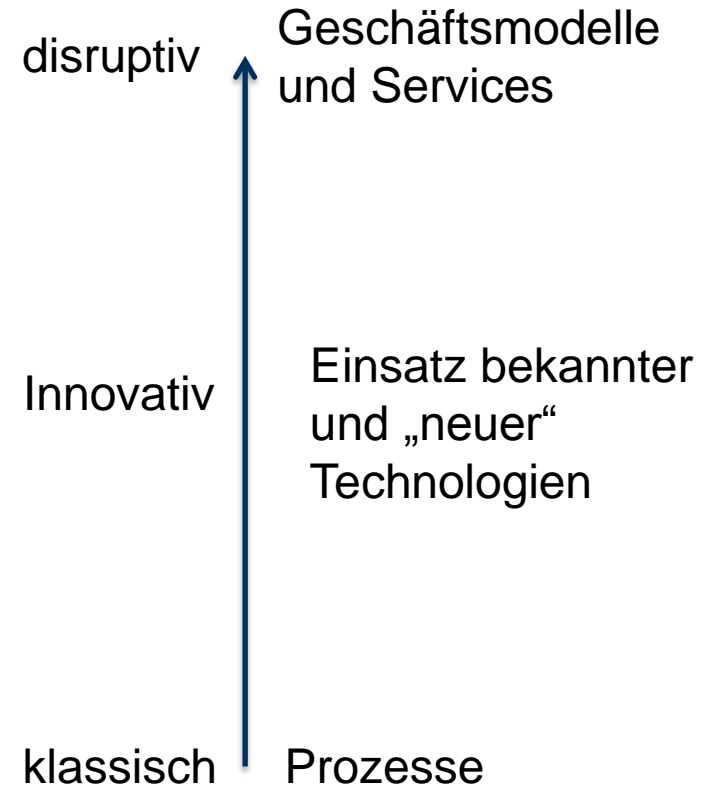 disruptiv
Geschäftsmodelle
und Services
Innovativ
Einsatz bekannter
und „neuer“
Technologien
klassisch
Prozesse